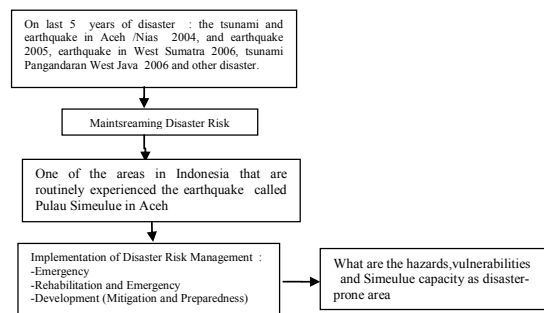 On last 5 years of disaster : the tsunami and
earthquake in Aceh /Nias 2004, and earthquake
2005, earthquake in West Sumatra 2006, tsunami
Pangandaran West Java 2006 and other disaster.
Maintsreaming Disaster Risk
One of the areas in Indonesia that are
routinely experienced the earthquake called
Pulau Simeulue in Aceh
Implementation of Disaster Risk Management :
-Emergency
-Rehabilitation and Emergency
-Development (Mitigation and Preparedness)
What are the hazards,vulnerabilities
and Simeulue capacity as disaster-
prone area